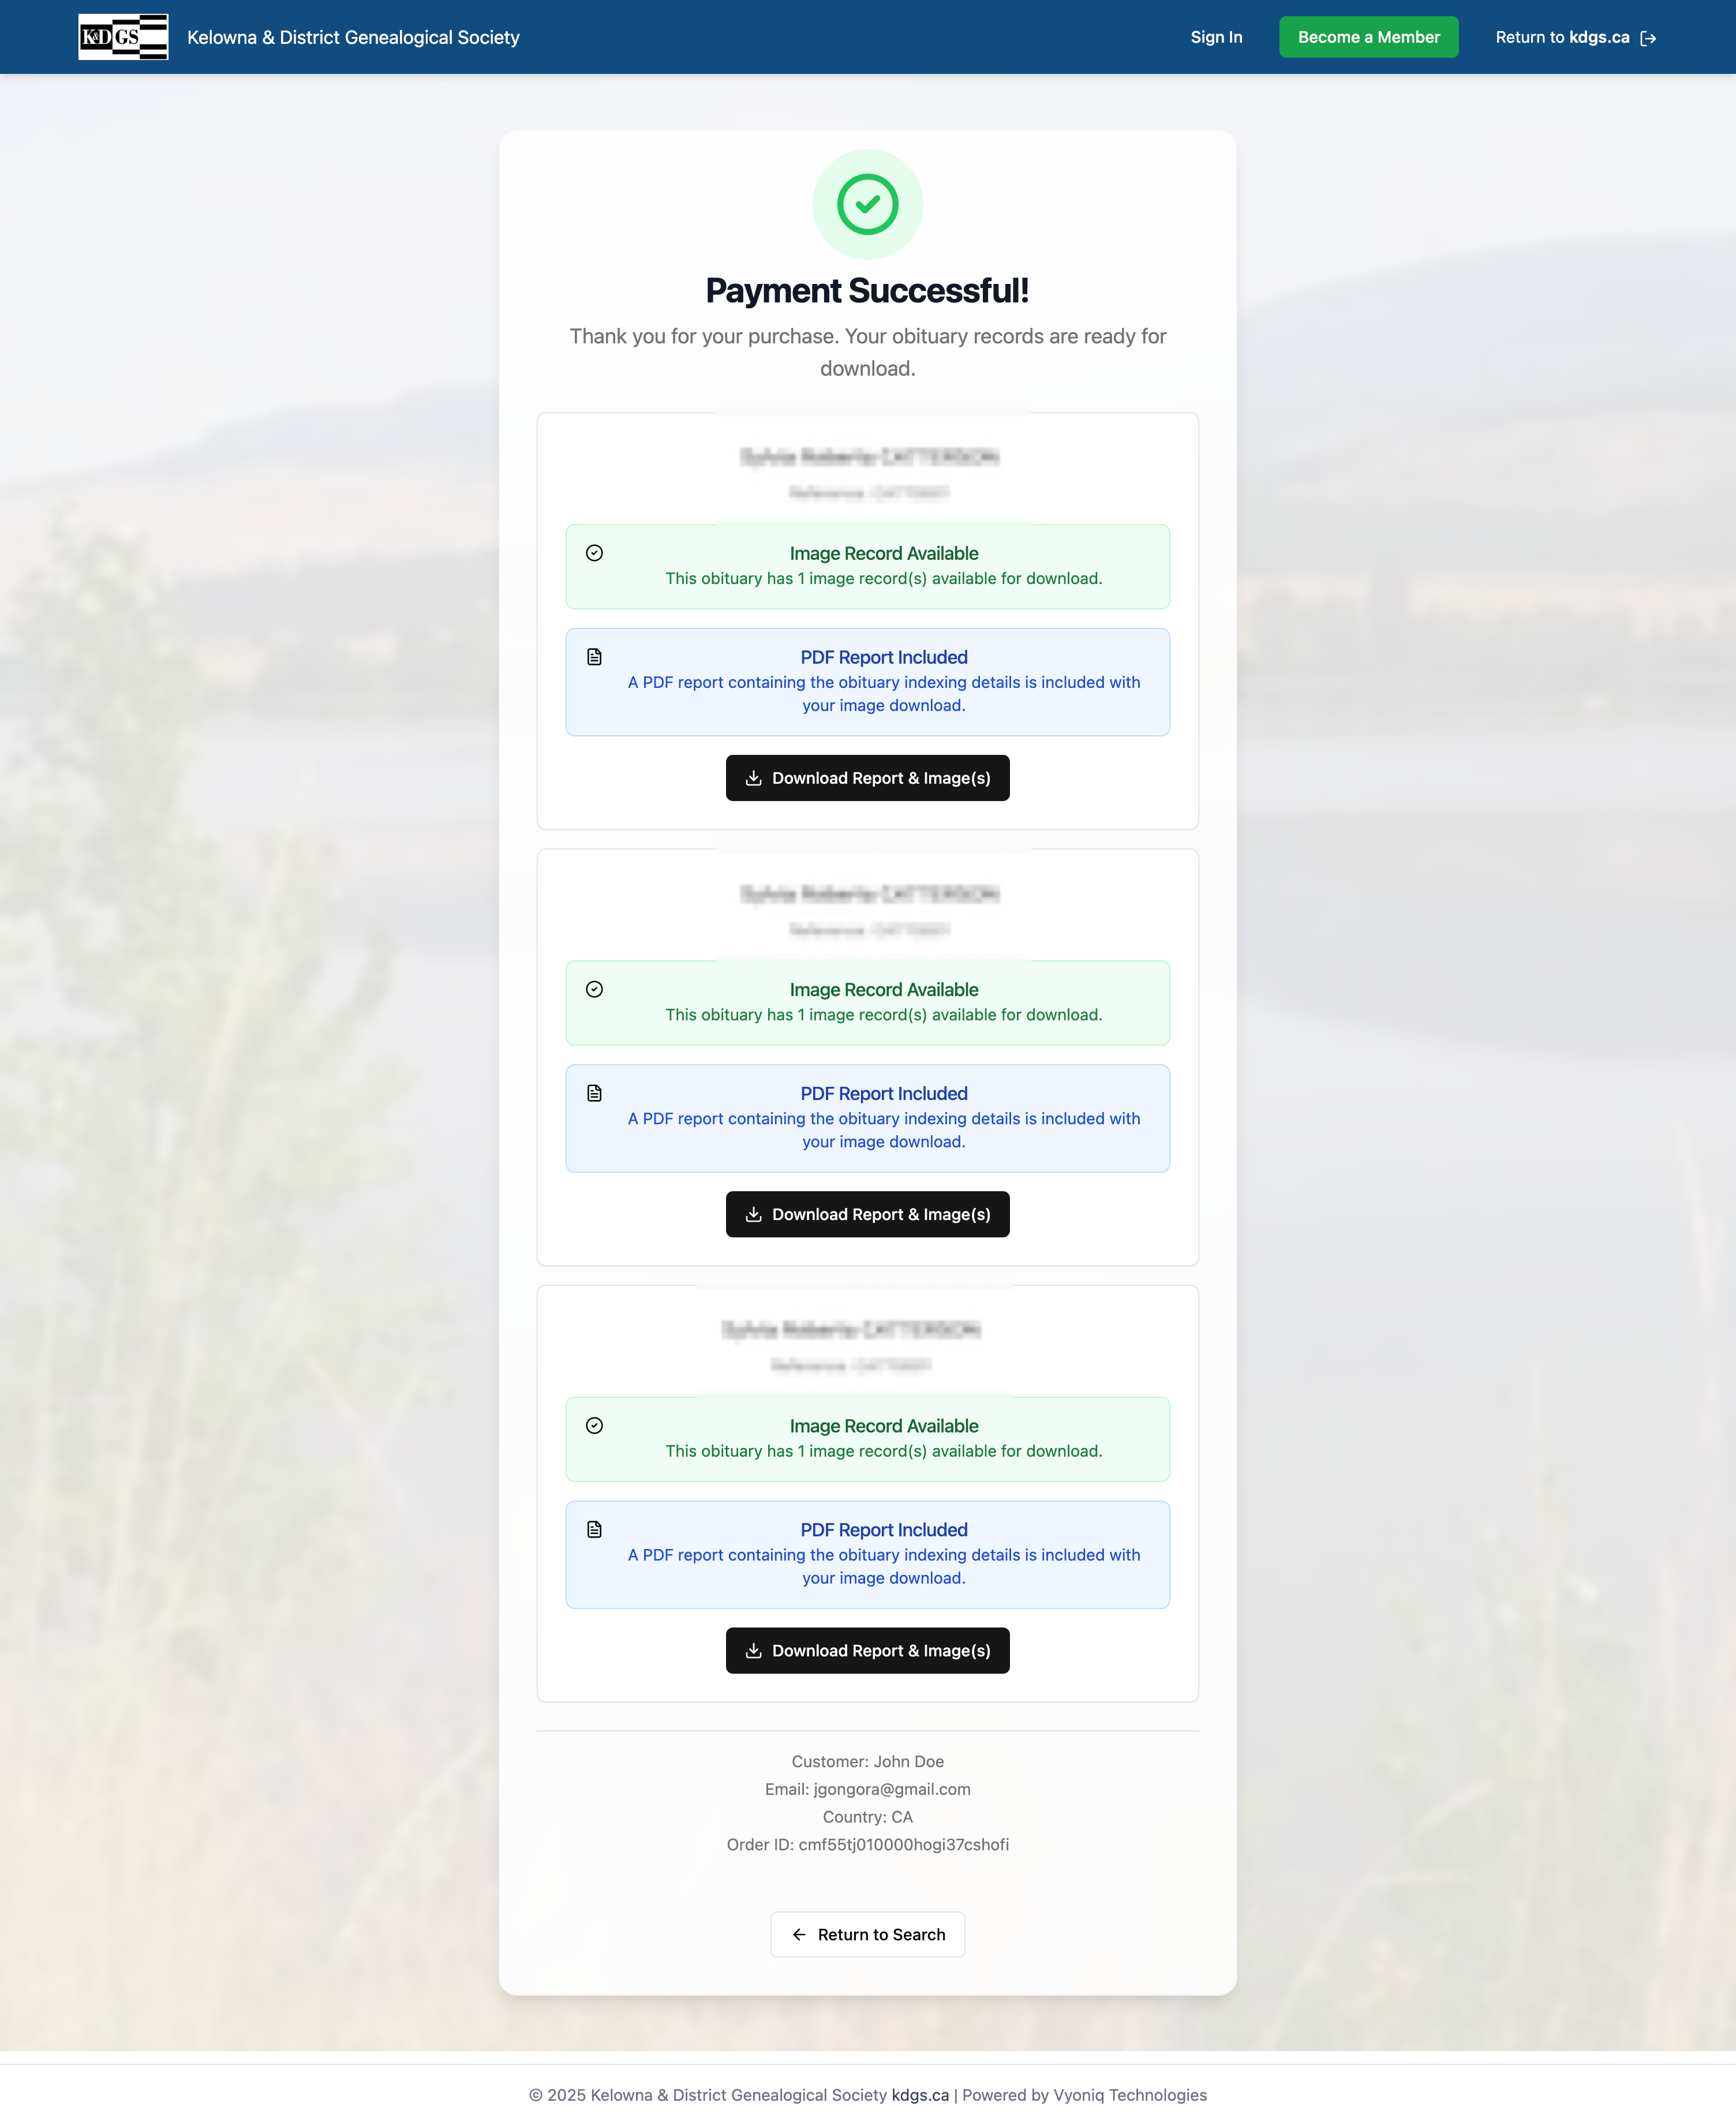 K&D GS
Kelowna & District Genealogical Society
Sign In
Become a Member
Return to kdgs.ca
Payment Successful!
Thank you for your purchase. Your obituary records are ready for
download.
Image Record Available
This obituary has 1 image record(s) available for download.
PDF Report Included
A PDF report containing the obituary indexing details is included with
your image download.
Download Report & Image(s)
Image Record Available
This obituary has 1 image record(s) available for download.
PDF Report Included
A PDF report containing the obituary indexing details is included with
your image download.
Download Report & Image(s)
Image Record Available
This obituary has 1 image record(s) available for download.
PDF Report Included
A PDF report containing the obituary indexing details is included with
your image download.
Download Report & Image(s)
Customer: John Doe
Email: jgongora@gmail.com
Country: CA
Order ID: cmf55tj010000hogi37cshofi
Return to Search
© 2025 Kelowna & District Genealogical Society kdgs.ca | Powered by Vyoniq Technologies